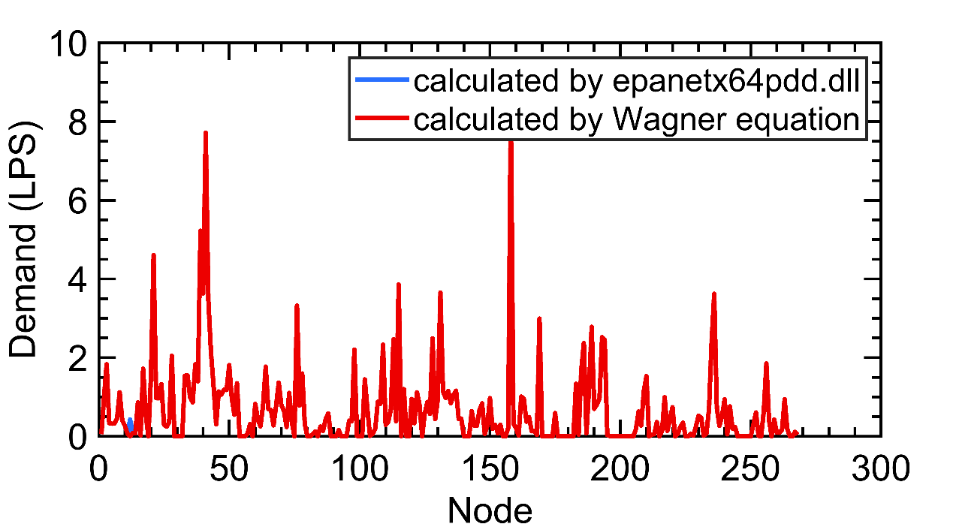 calculated by epanetx64pdd.dll
calculated by Wagner equation
Demand (LPS)
10
8
6
4
2
0
0 50 100 150 200 250 300
Node